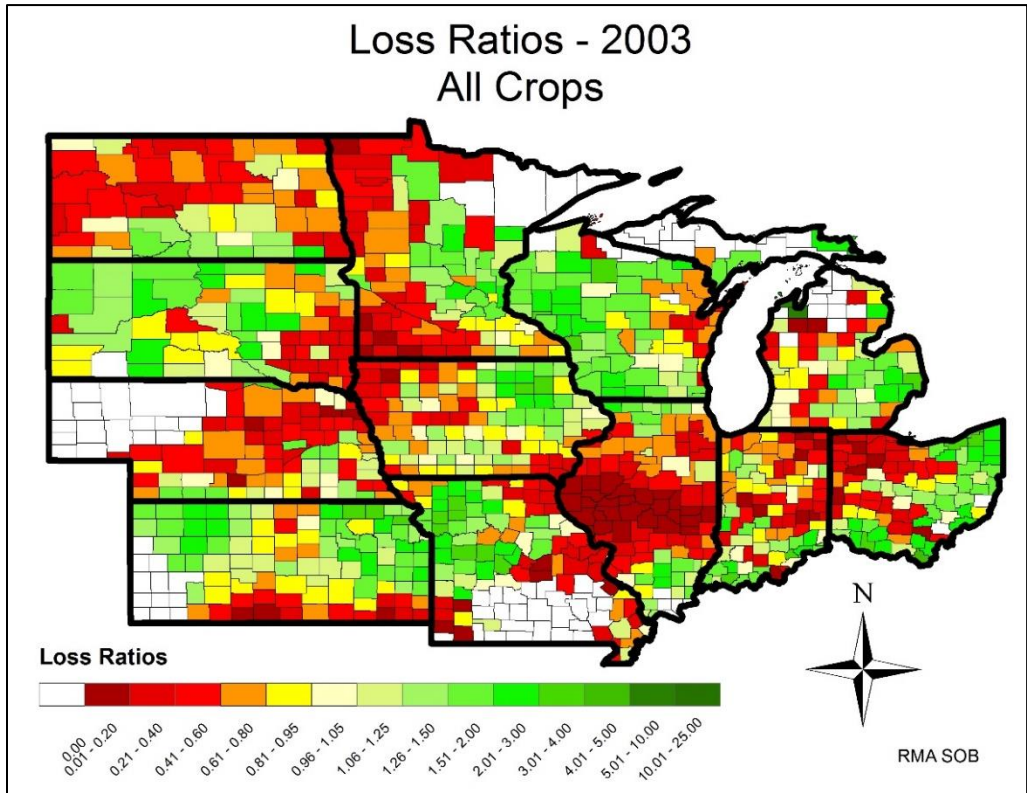 Loss Ratios - 2003
All Crops
N
Loss Ratios
0.00
0.01 - 0.20
0.21 - 0.40
0.41 - 0.60
0.61 - 0.80
0.81 - 0.95
0.96 - 1.05
1.06 - 1.25
1.26 - 1.50
1.51 - 2.00
2.01 - 3.00
3.01 - 4.00
4.01 - 5.00
5.01 - 10.00
10.01 - 25.00
RMA SOB